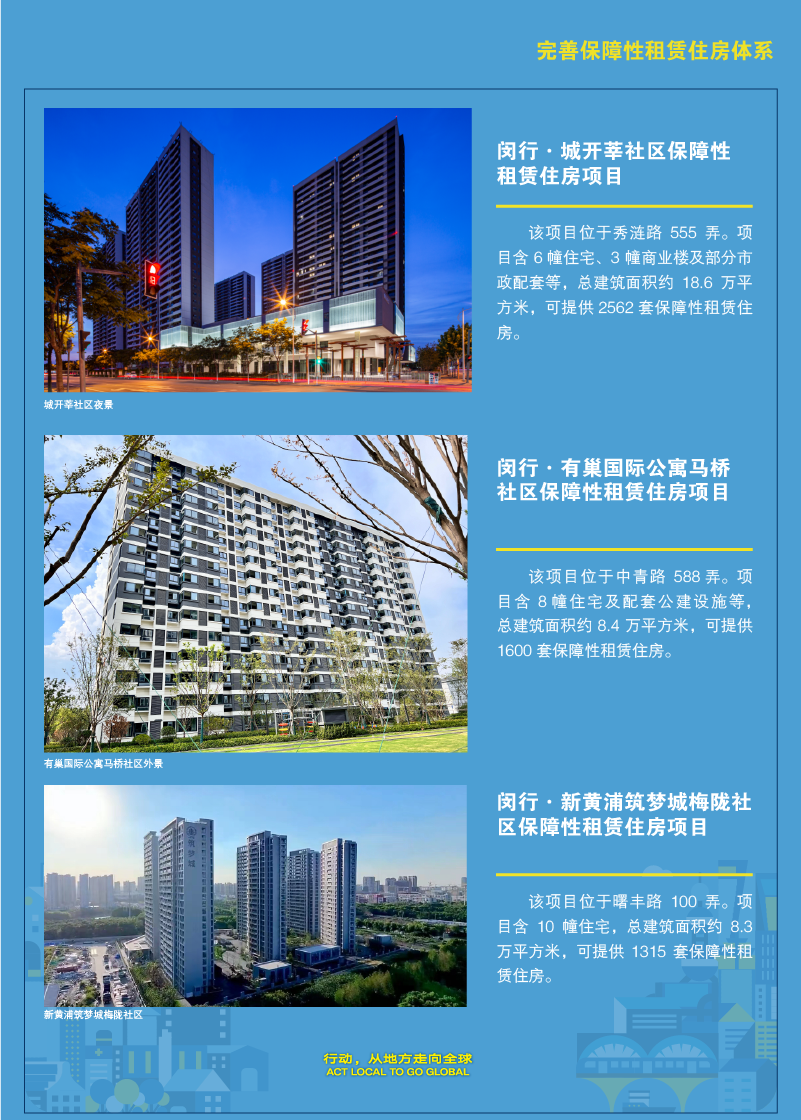 完善保障性租赁住房体系
闵行·城开莘社区保障性
租赁住房项目
该项目位于秀涟路 555 弄。项
目含 6 幢住宅、3 幢商业楼及部分市
政配套等，总建筑面积约 18.6 万平
方米，可提供 2562 套保障性租赁住
房。
城开莘社区夜景
闵行·有巢国际公寓马桥
社区保障性租赁住房项目
该项目位于中青路 588 弄。项
目含 8 幢住宅及配套公建设施等，
总建筑面积约 8.4 万平方米，可提供
1600 套保障性租赁住房。
有巢国际公寓马桥社区外景
闵行·新黄浦筑梦城梅陇社
区保障性租赁住房项目
该项目位于曙丰路 100 弄。项
目含 10 幢住宅，总建筑面积约 8.3
万平方米，可提供 1315 套保障性租
赁住房。
筑梦城
新黄浦筑梦城梅陇社区
行动，从地方走向全球
ACT LOCAL TO GO GLOBAL